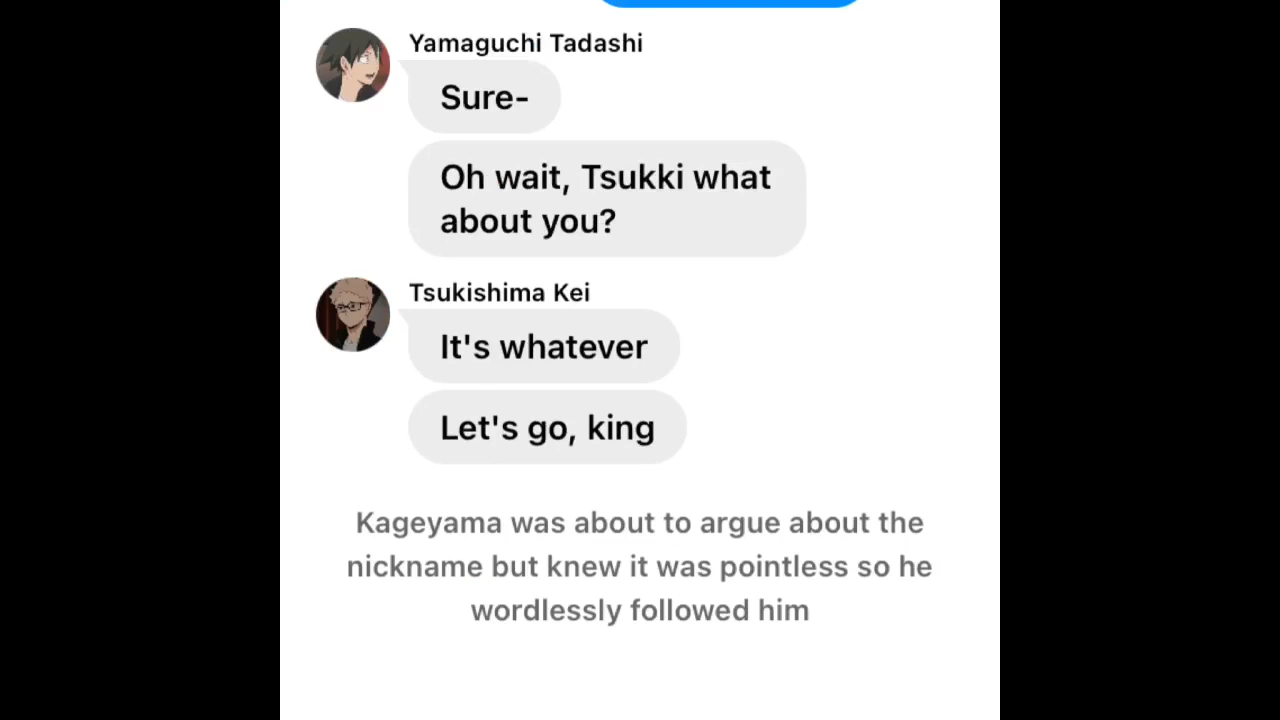 Yamaguchi Tadashi
Sure-
Oh wait, Tsukki what
about you?
Tsukishima Kei
It's whatever
Let's go, king
Kageyama was about to argue about the
nickname but knew it was pointless so he
wordlessly followed him